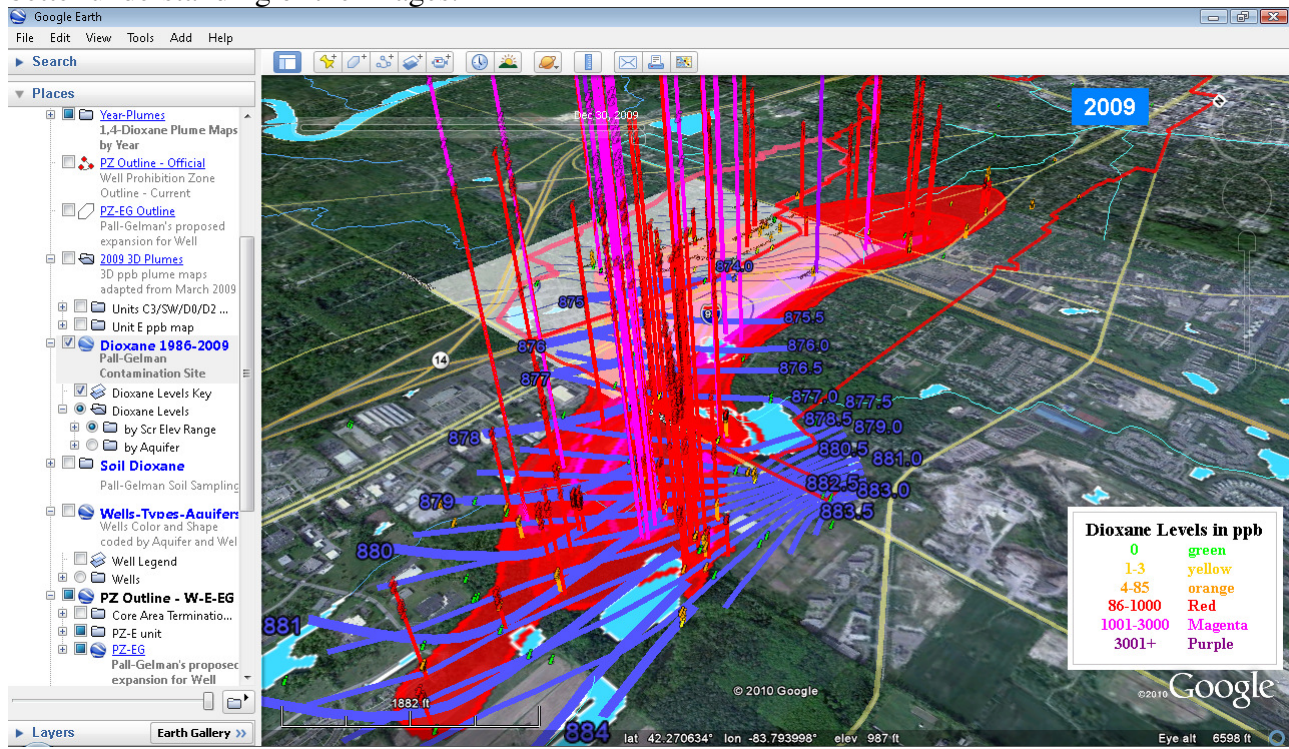 better understanding of the images.
Google Earth
File Edit View Tools Add Help
Search
Places
Year-Plumes
1,4-Dioxane Plume Maps
by Year
PZ Outline - Official
Well Prohibition Zone
Outline - Current
PZ-EG Outline
Pall-Gelman's proposed
expansion for Well
2009 3D Plumes
3D ppb plume maps
adapted from March 2009
Units C3/SW/D0/D2 ...
Unit E ppb map
Dioxane 1986-2009
Pall-Gelman
Contamination Site
Dioxane Levels Key
Dioxane Levels
by Scr Elev Range
by Aquifer
Soil Dioxane
Pall-Gelman Soil Sampling
Wells-Types-Aquifers
Wells Color and Shape
coded by Aquifer and Wel
Well Legend
Wells
PZ Outline - W-E-EG
Core Area Terminatio...
PZ-E unit
PZ-EG
Pall-Gelman's proposed
expansion for Well
Layers
Earth Gallery >>
2009
N
Dec 30, 2009
874.0
875
875.5
876
876.0
14
876.5
877
877.0
877.5
878
878.5
879.0
880.5
881.0
879
882.5
883.0
883.5
880
881
884
Dioxane Levels in ppb
0 green
1-3 yellow
4-85 orange
86-1000 Red
1001-3000 Magenta
3001+ Purple
1882 ft
© 2010 Google
©2010 Google
lat 42.270634° lon -83.793998° elev 987 ft
Eye alt 6598 ft